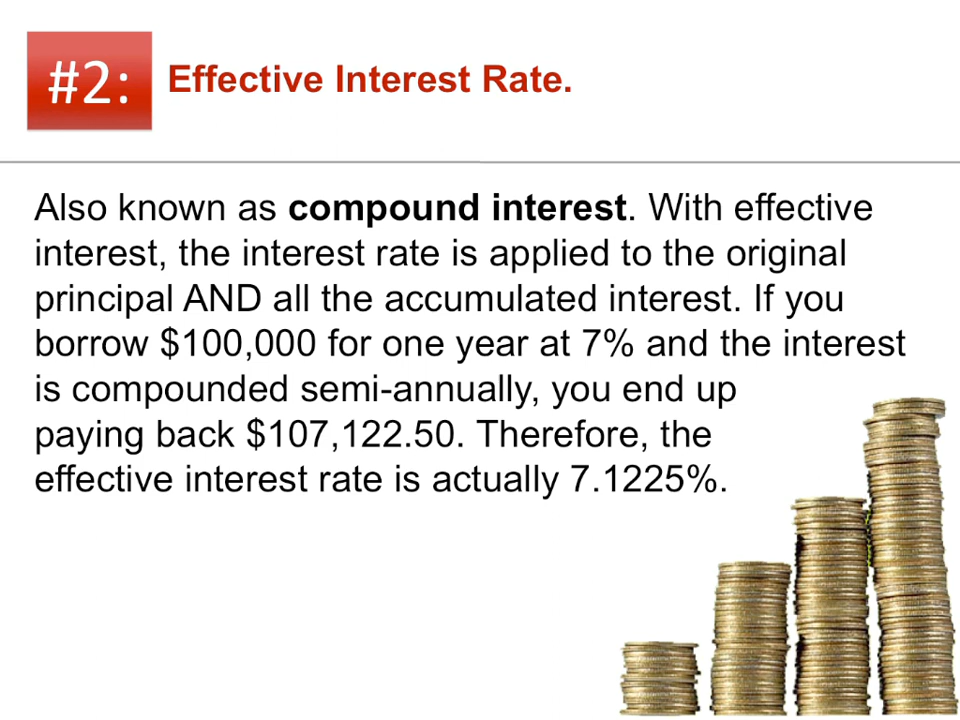 #2:
Effective Interest Rate.
Also known as compound interest. With effective
interest, the interest rate is applied to the original
principal AND all the accumulated interest. If you
borrow $100,000 for one year at 7% and the interest
is compounded semi-annually, you end up
paying back $107,122.50. Therefore, the
effective interest rate is actually 7.1225%.